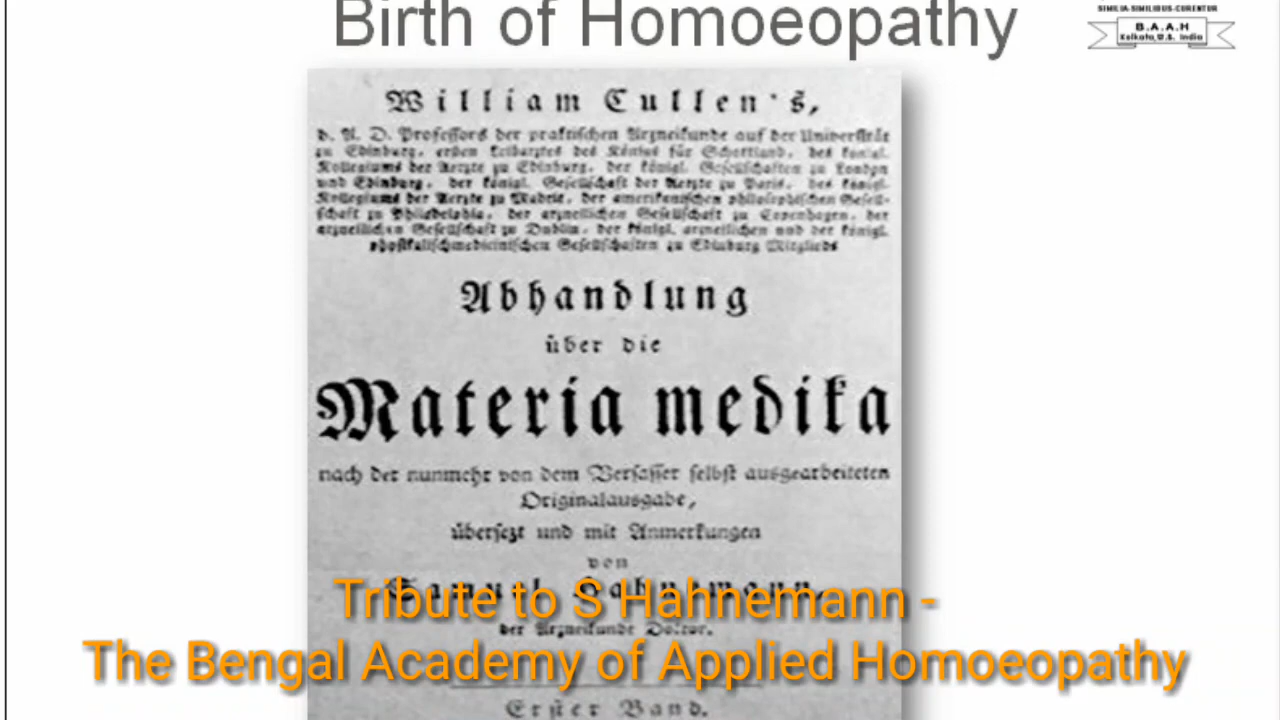 Birth of Homoeopathy
SIMILIA-SIMILIBUS-CURENTUR
B.A.A.H
Kolkata,W.B. India
William Cullen's,
d. A. D. Professors der praktischen Arzneikunde auf der Universität
zu Edinburg, ersten Leibarztes des Königs für Schottland, des königl.
Kollegiums der Aerzte zu Edinburg, der königl. Gesellschaften zu London
und Edinburg, der königl. Gesellschaft der Aerzte zu Paris, des königl.
Kollegiums der Aerzte zu Madrit, der amerikanischen philosophischen Gesell-
schaft zu Philadelphia, der arzneilichen Gesellschaft zu Copenhagen, der
arzneilichen Gesellschaft zu Dublin, der königl. arzneilichen und der königl.
physikalischmedicinischen Gesellschaften zu Edinburg Mitglieds
Abhandlung
über die
Materia medika
nach der nunmehr von dem Verfasser selbst ausgearbeiteten
Originalausgabe,
übersezt und mit Anmerkungen
von
Samuel Hahnemann,
der Arzneikunde Doktor.
Tribute to S Hahnemann -
The Bengal Academy of Applied Homoeopathy
Erster Band.